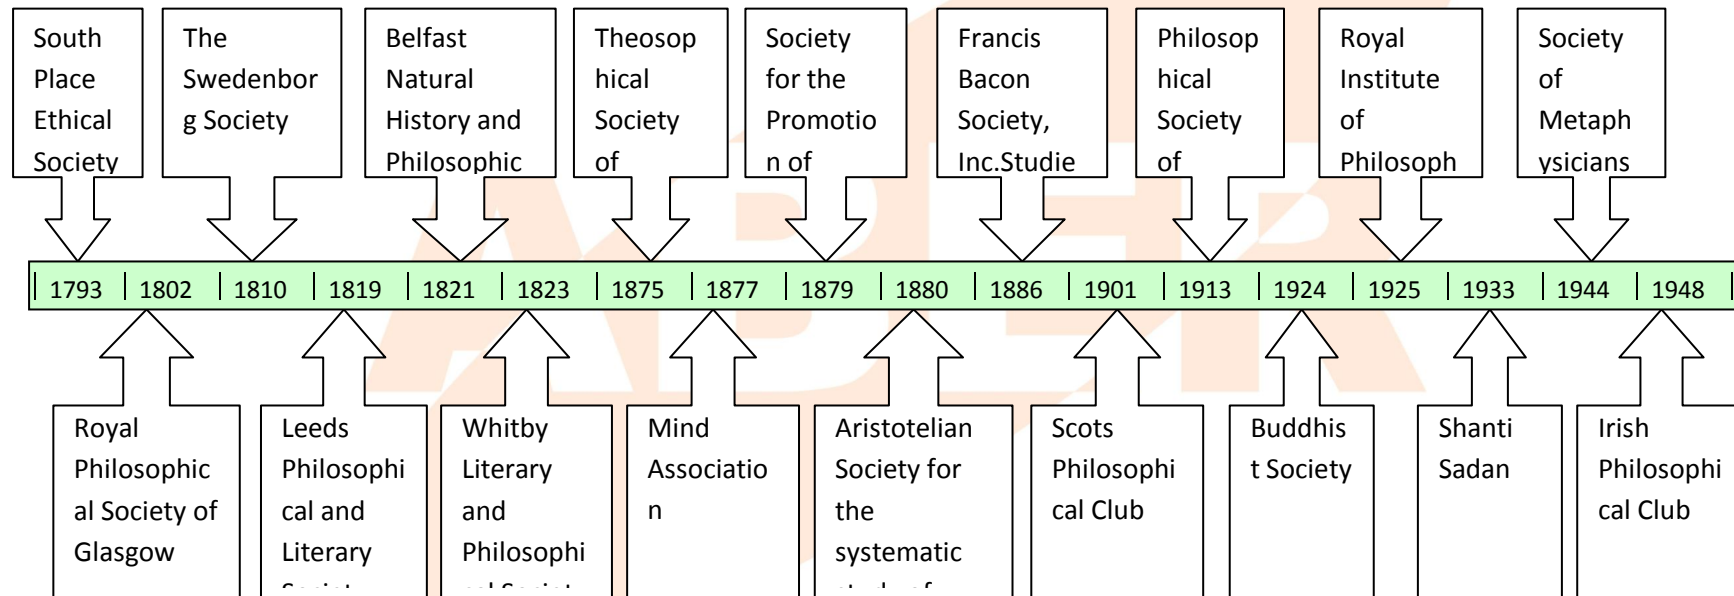 South
Place
Ethical
Society
The
Swedenbor
g Society
Belfast
Natural
History and
Philosophic
Theosop
hical
Society
of
Society
for the
Promotio
n of
Francis
Bacon
Society,
Inc.Studie
Philosop
hical
Society
of
Royal
Institute
of
Philosoph
Society
of
Metaph
ysicians
1793 1802 1810 1819 1821 1823 1875 1877 1879 1880 1886 1901 1913 1924 1925 1933 1944 1948
Royal
Philosophic
al Society of
Glasgow
Leeds
Philosophi
cal and
Literary
Whitby
Literary
and
Philosophi
Mind
Associatio
n
Aristotelian
Society for
the
systematic
Scots
Philosophi
cal Club
Buddhis
t Society
Shanti
Sadan
Irish
Philosophi
cal Club
ABER